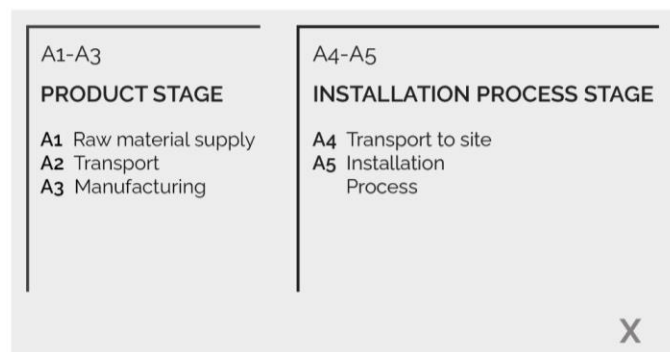 A1-A3
PRODUCT STAGE
A1 Raw material supply
A2 Transport
A3 Manufacturing
A4-A5
INSTALLATION PROCESS STAGE
A4 Transport to site
A5 Installation
Process
X